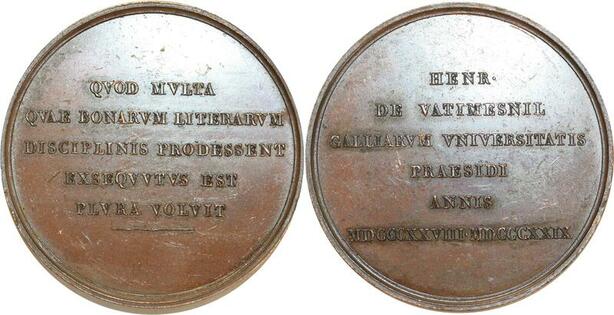 QVOD MVLTA
QVAE BONARVM LITERARVM
DISCIPLINIS PRODESSENT
EXSEQVVTVS EST
PLVRA VOLVIT
HENR·
DE VATIMESNIL
GALLIARVM VNIVERSITATIS
PRAESIDI
ANNIS
MDCCCXXVIII·MDCCCXXIX